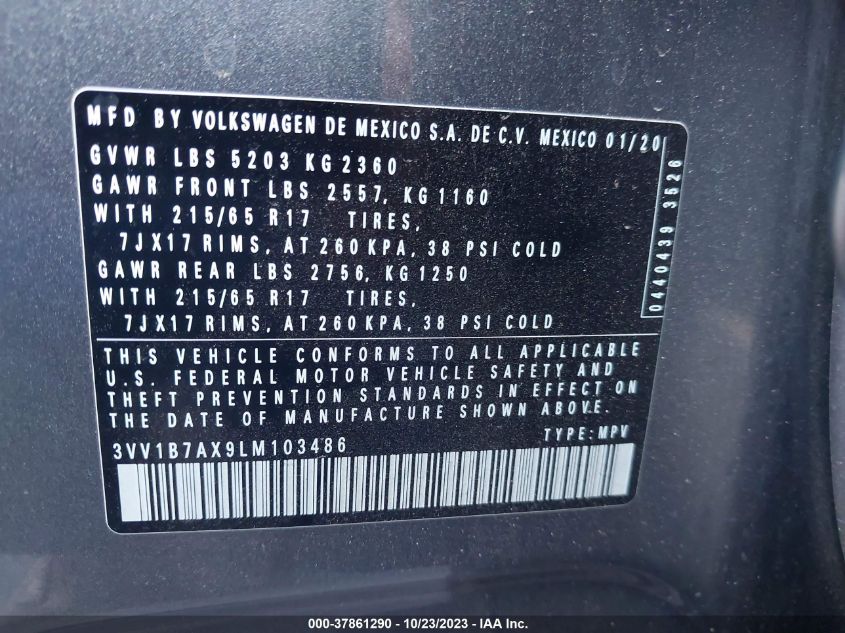 MFD BY VOLKSWAGEN DE MEXICO S.A. DE C.V. MEXICO 01/20
GVWR LBS 5203 KG 2360
GAWR FRONT LBS 2557, KG 1160
WITH 215/65 R17 TIRES,
7JX17 RIMS, AT 260 KPA, 38 PSI COLD
GAWR REAR LBS 2756, KG 1250
WITH 215/65 R17 TIRES,
7JX17 RIMS, AT 260 KPA, 38 PSI COLD
0440439 3526
THIS VEHICLE CONFORMS TO ALL APPLICABLE
U.S. FEDERAL MOTOR VEHICLE SAFETY AND
THEFT PREVENTION STANDARDS IN EFFECT ON
THE DATE OF MANUFACTURE SHOWN ABOVE.
3VV1B7AX9LM103486 TYPE: MPV
000-37861290 - 10/23/2023 - Copyright © IAA, Inc.